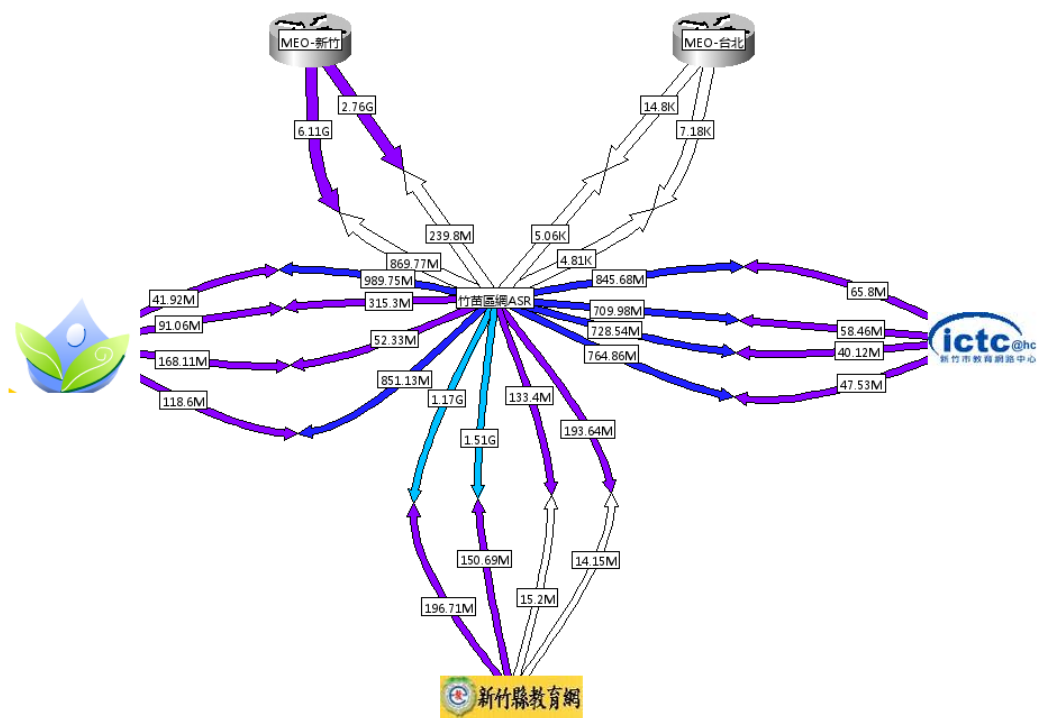 MEO-新竹
MEO-台北
2.76G
6.11G
14.8K
7.18K
239.8M
869.77M
5.06K
4.81K
989.75M
845.68M
41.92M
315.3M
竹苗區網ASR
709.98M
65.8M
91.06M
52.33M
728.54M
58.46M
168.11M
764.86M
40.12M
ictc@hc
新竹市教育網路中心
851.13M
47.53M
118.6M
1.17G
133.4M
193.64M
1.51G
150.69M
14.15M
196.71M
15.2M
新竹縣教育網